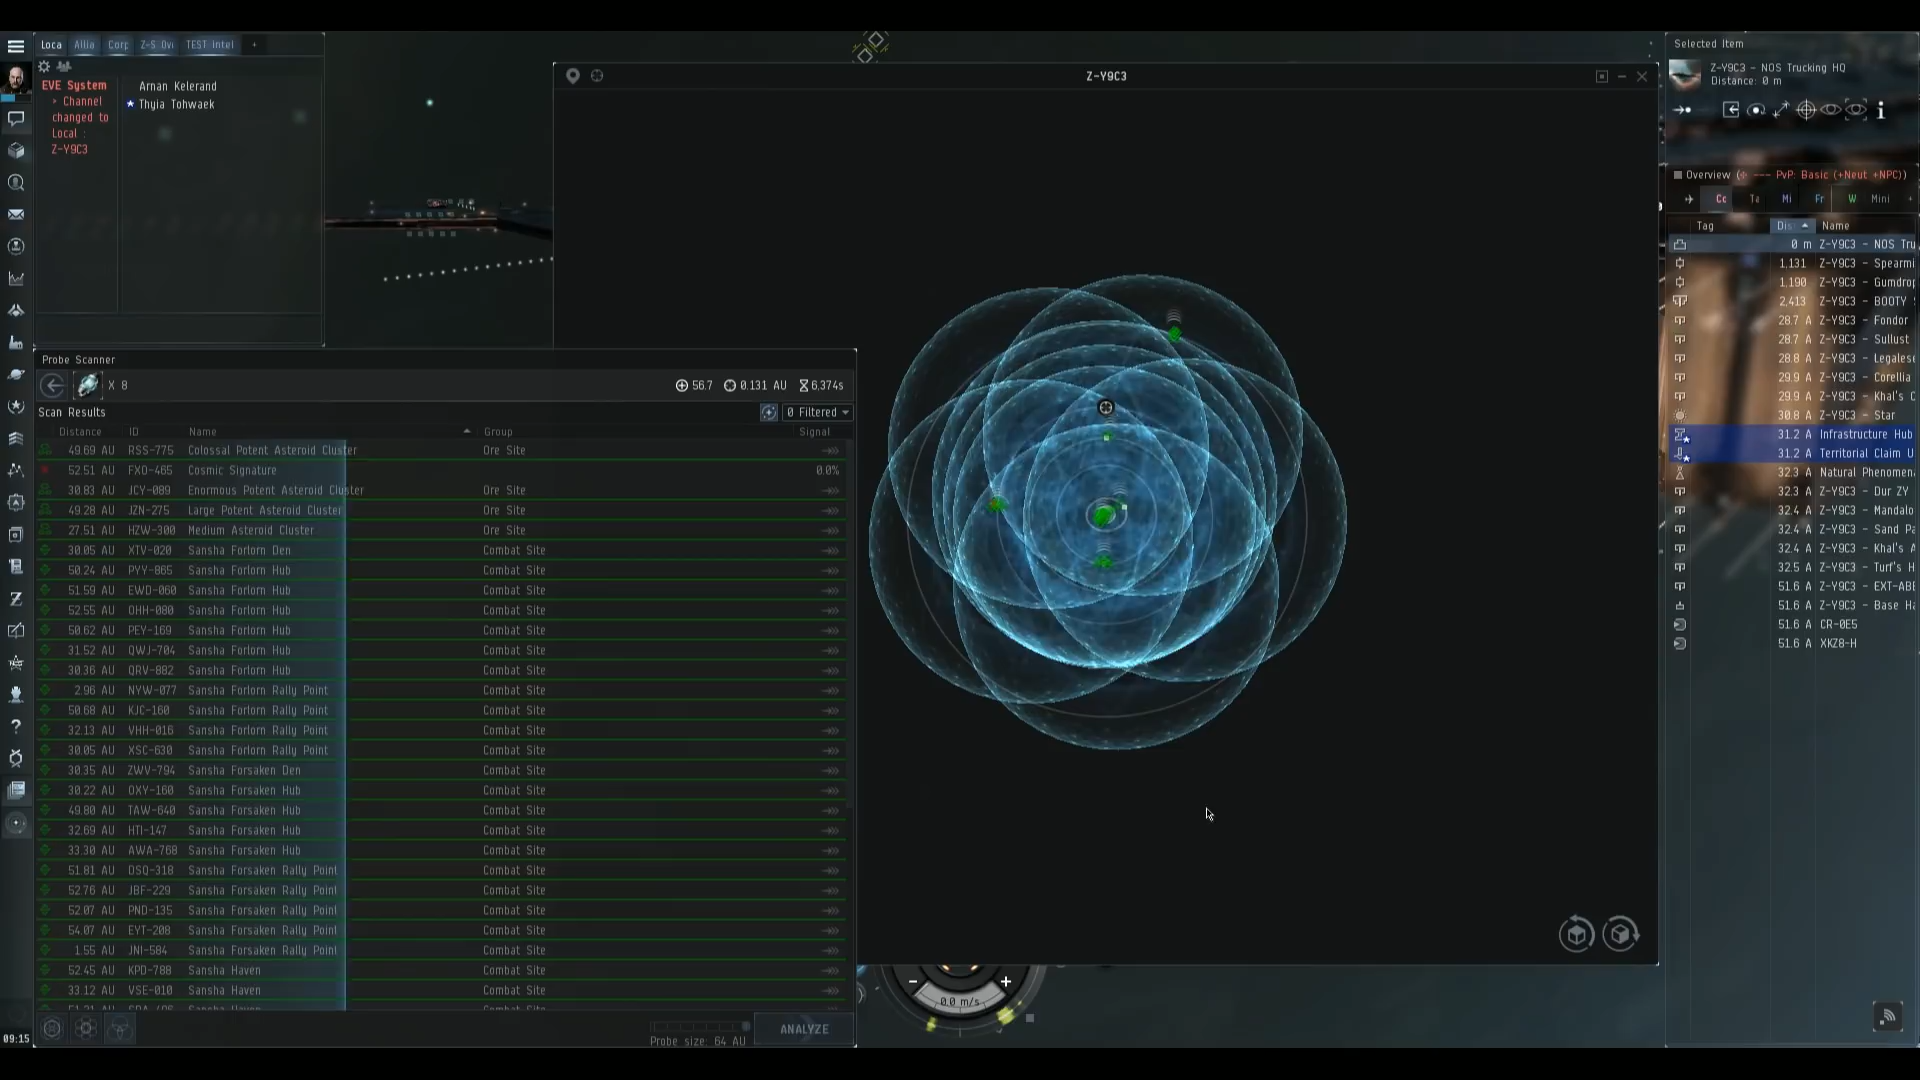 Loca Allia Corp Z-S Ov TEST Intel +
EVE System
> Channel
changed to
Local :
Z-Y9C3
Arnan Kelerand
Thyia Tohwaek
Z-Y9C3
Selected Item
Z-Y9C3 - NOS Trucking HQ
Distance: 0 m
Overview ( --- PvP: Basic (+Neut +NPC))
Cc Ta Mi Fr W Mini +
Tag Dis Name
0 m Z-Y9C3 - NOS Tru
1,131 Z-Y9C3 - Spearmi
1,190 Z-Y9C3 - Gumdrop
2,413 Z-Y9C3 - BOOTY
28.7 A Z-Y9C3 - Fondor
28.7 A Z-Y9C3 - Sullust
28.8 A Z-Y9C3 - Legalese
29.9 A Z-Y9C3 - Corellia
29.9 A Z-Y9C3 - Khal's C
30.8 A Z-Y9C3 - Star
31.2 A Infrastructure Hub
31.2 A Territorial Claim U
32.3 A Natural Phenomen
32.3 A Z-Y9C3 - Dur ZY
32.4 A Z-Y9C3 - Mandalo
32.4 A Z-Y9C3 - Sand Pa
32.4 A Z-Y9C3 - Khal's A
32.5 A Z-Y9C3 - Turf's H
51.6 A Z-Y9C3 - EXT-ABE
51.6 A Z-Y9C3 - Base Ha
51.6 A CR-0E5
51.6 A XKZ8-H
Probe Scanner
X 8 56.7 0.131 AU 6.374s
Scan Results 0 Filtered
Distance ID Name Group Signal
49.69 AU RSS-775 Colossal Potent Asteroid Cluster Ore Site
52.51 AU FXO-465 Cosmic Signature 0.0%
30.83 AU JCY-089 Enormous Potent Asteroid Cluster Ore Site
49.28 AU JZN-275 Large Potent Asteroid Cluster Ore Site
27.51 AU HZW-300 Medium Asteroid Cluster Ore Site
30.05 AU XTV-020 Sansha Forlorn Den Combat Site
50.24 AU PYY-865 Sansha Forlorn Hub Combat Site
51.59 AU EWD-060 Sansha Forlorn Hub Combat Site
52.55 AU OHH-080 Sansha Forlorn Hub Combat Site
50.62 AU PEY-169 Sansha Forlorn Hub Combat Site
31.52 AU QWJ-704 Sansha Forlorn Hub Combat Site
30.36 AU QRV-882 Sansha Forlorn Hub Combat Site
2.96 AU NYW-077 Sansha Forlorn Rally Point Combat Site
50.68 AU KJC-160 Sansha Forlorn Rally Point Combat Site
32.13 AU VHH-016 Sansha Forlorn Rally Point Combat Site
30.05 AU XSC-630 Sansha Forlorn Rally Point Combat Site
30.35 AU ZWV-794 Sansha Forsaken Den Combat Site
30.22 AU OXY-160 Sansha Forsaken Hub Combat Site
49.80 AU TAW-640 Sansha Forsaken Hub Combat Site
32.69 AU HTI-147 Sansha Forsaken Hub Combat Site
33.30 AU AWA-768 Sansha Forsaken Hub Combat Site
51.81 AU DSQ-318 Sansha Forsaken Rally Point Combat Site
52.76 AU JBF-229 Sansha Forsaken Rally Point Combat Site
52.07 AU PND-135 Sansha Forsaken Rally Point Combat Site
54.07 AU EYT-208 Sansha Forsaken Rally Point Combat Site
1.55 AU JNI-584 Sansha Forsaken Rally Point Combat Site
52.45 AU KPD-788 Sansha Haven Combat Site
33.12 AU VSE-010 Sansha Haven Combat Site
Probe size: 64 AU
ANALYZE
0.0 m/s
09:15